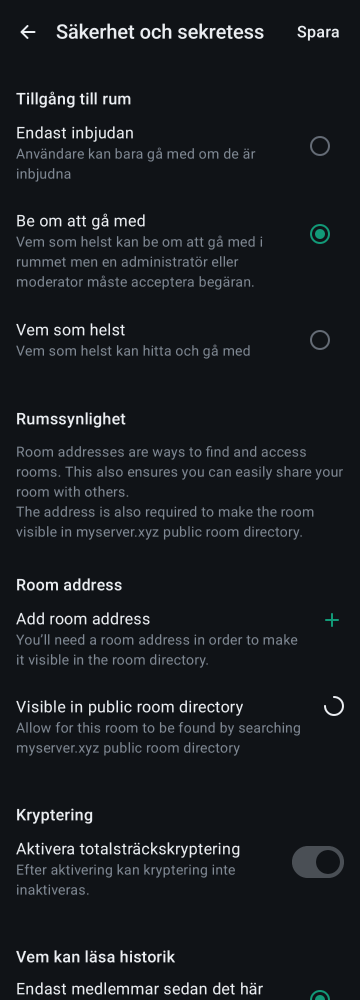 Säkerhet och sekretess
Spara
Tillgång till rum
Endast inbjudan
Användare kan bara gå med om de är
inbjudna
Be om att gå med
Vem som helst kan be om att gå med i
rummet men en administratör eller
moderator måste acceptera begäran.
Vem som helst
Vem som helst kan hitta och gå med
Rumssynlighet
Room addresses are ways to find and access
rooms. This also ensures you can easily share your
room with others.
The address is also required to make the room
visible in myserver.xyz public room directory.
Room address
Add room address
You’ll need a room address in order to make
it visible in the room directory.
Visible in public room directory
Allow for this room to be found by searching
myserver.xyz public room directory
Kryptering
Aktivera totalsträckskryptering
Efter aktivering kan kryptering inte
inaktiveras.
Vem kan läsa historik
Endast medlemmar sedan det här